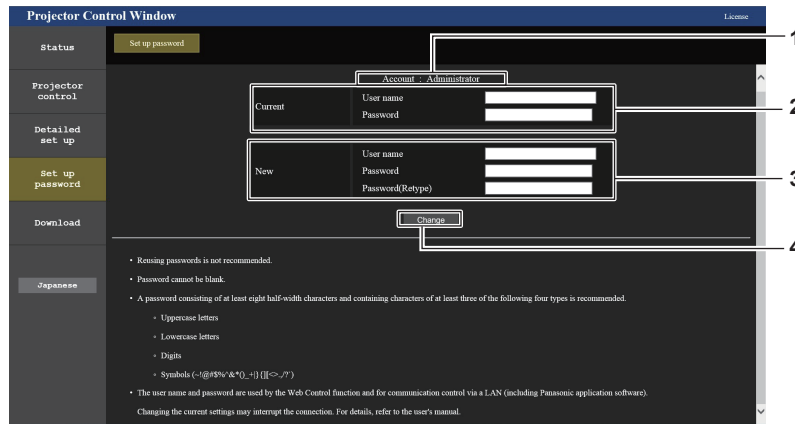 Projector Control Window
License
Status
Set up password
1
Account : Administrator
Projector control
Current
User name
Password
2
Detailed set up
New
User name
Password
Password(Retype)
3
Set up password
Change
4
Download
• Reusing passwords is not recommended.
• Password cannot be blank.
Japanese
• A password consisting of at least eight half-width characters and containing characters of at least three of the following four types is recommended.
Uppercase letters
Lowercase letters
Digits
Symbols (~!@#$%^&*()_+|}{][<>.,/?`)
• The user name and password are used by the Web Control function and for communication control via a LAN (including Panasonic application software).
Changing the current settings may interrupt the connection. For details, refer to the user's manual.